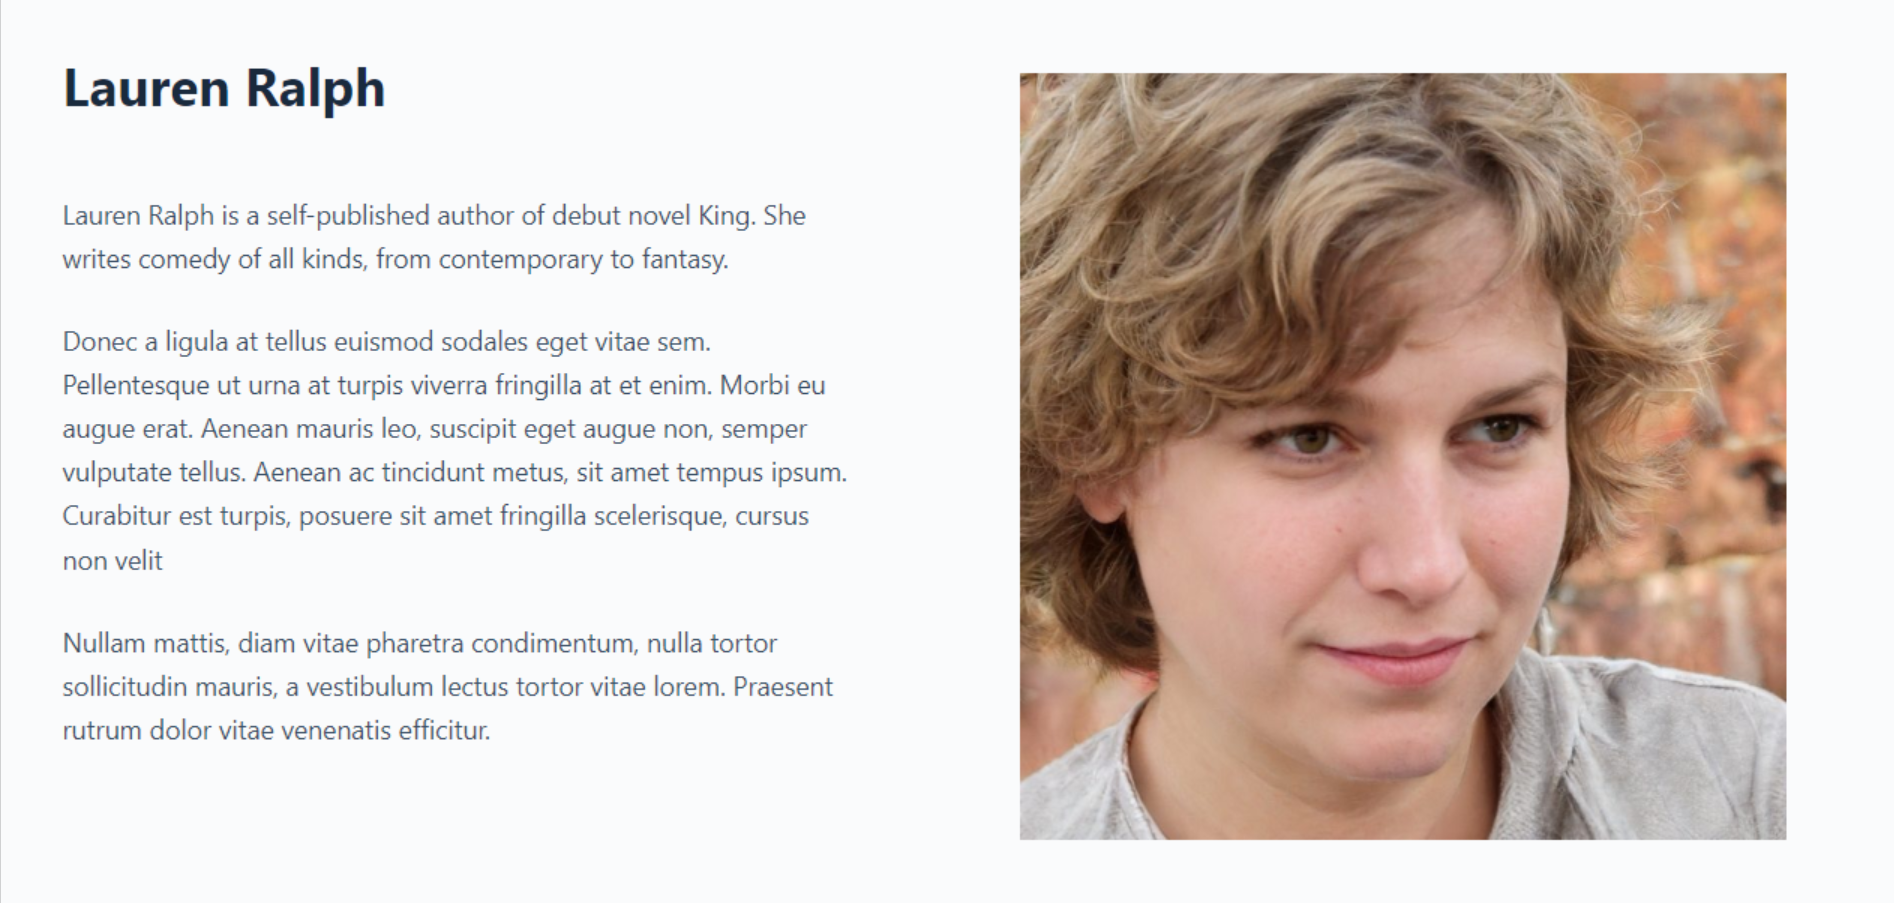 Lauren Ralph
Lauren Ralph is a self-published author of debut novel King. She
writes comedy of all kinds, from contemporary to fantasy.
Donec a ligula at tellus euismod sodales eget vitae sem.
Pellentesque ut urna at turpis viverra fringilla at et enim. Morbi eu
augue erat. Aenean mauris leo, suscipit eget augue non, semper
vulputate tellus. Aenean ac tincidunt metus, sit amet tempus ipsum.
Curabitur est turpis, posuere sit amet fringilla scelerisque, cursus
non velit
Nullam mattis, diam vitae pharetra condimentum, nulla tortor
sollicitudin mauris, a vestibulum lectus tortor vitae lorem. Praesent
rutrum dolor vitae venenatis efficitur.